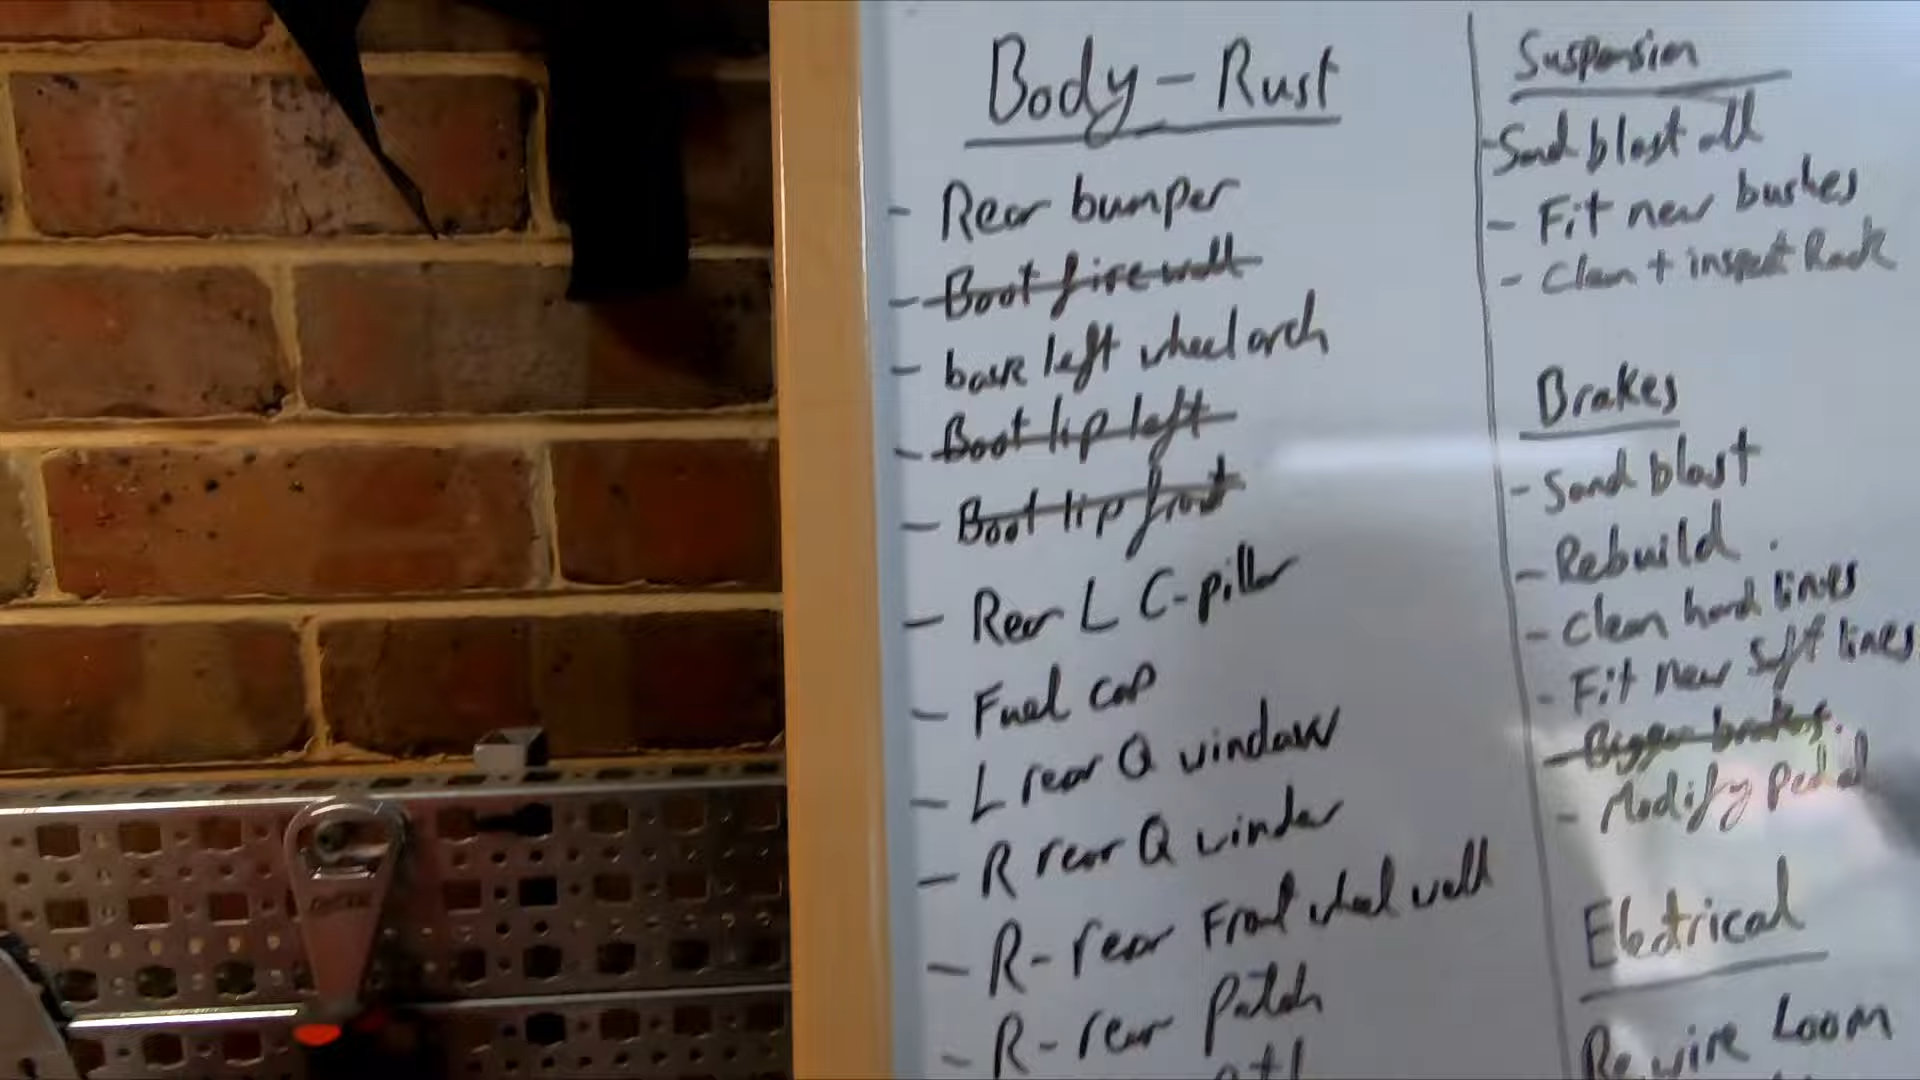 Body - Rust
- Rear bumper
- Boot firewall
- back left wheel arch
- Boot lip left
- Boot lip front
- Rear L C-pillar
- Fuel cap
- L rear Q window
- R rear Q window
- R-rear Front wheel well
- R-rear patch
Suspension
- Sand blast all
- Fit new bushes
- Clean + inspect Rack
Brakes
- Sand blast
- Rebuild
- Clean hard lines
- Fit new soft lines
- Bigger brakes.
- Modify pedal
Electrical
Rewire Loom